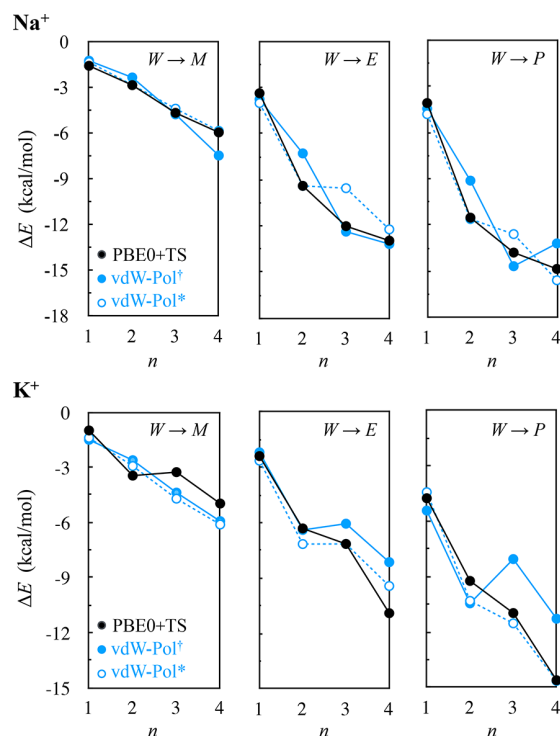 Na⁺
W → M
W → E
W → P
0
-3
-6
-9
-12
-15
-18
ΔE (kcal/mol)
PBE0+TS
vdW-Pol†
vdW-Pol*
1 2 3 4
1 2 3 4
1 2 3 4
n
n
n
K⁺
W → M
W → E
W → P
0
-3
-6
-9
-12
-15
ΔE (kcal/mol)
PBE0+TS
vdW-Pol†
vdW-Pol*
1 2 3 4
1 2 3 4
1 2 3 4
n
n
n